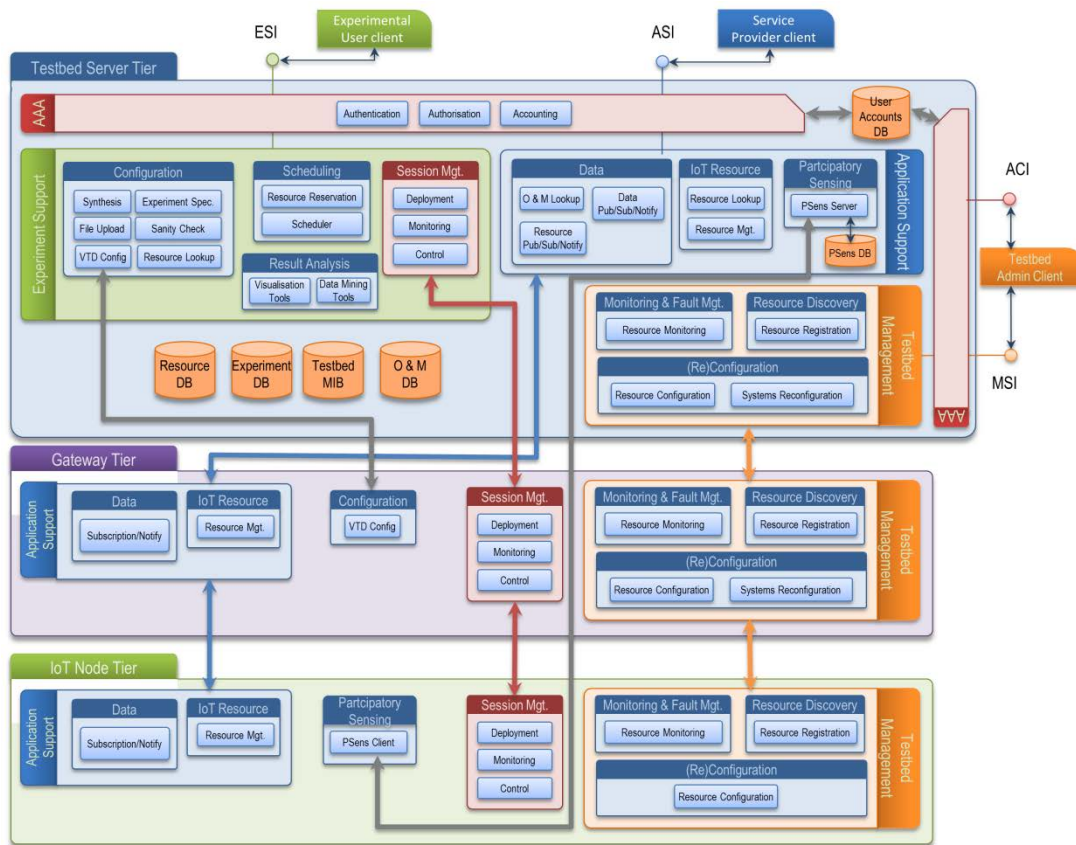 ESI
Experimental
User client
ASI
Service
Provider client
Testbed Server Tier
AAA
Authentication
Authorisation
Accounting
User
Accounts
DB
Experiment Support
Configuration
Synthesis
Experiment Spec.
File Upload
Sanity Check
VTD Config
Resource Lookup
Scheduling
Resource Reservation
Scheduler
Result Analysis
Visualisation
Tools
Data Mining
Tools
Session Mgt.
Deployment
Monitoring
Control
Data
O & M Lookup
Data
Pub/Sub/Notify
Resource
Pub/Sub/Notify
IoT Resource
Resource Lookup
Resource Mgt.
Partcipatory
Sensing
PSens Server
PSens DB
Application Support
ACI
Testbed
Admin Client
MSI
AAA
Resource
DB
Experiment
DB
Testbed
MIB
O & M
DB
Monitoring & Fault Mgt.
Resource Monitoring
Resource Discovery
Resource Registration
(Re)Configuration
Resource Configuration
Systems Reconfiguration
Testbed
Management
Gateway Tier
Application
Support
Data
Subscription/Notify
IoT Resource
Resource Mgt.
Configuration
VTD Config
Session Mgt.
Deployment
Monitoring
Control
Monitoring & Fault Mgt.
Resource Monitoring
Resource Discovery
Resource Registration
(Re)Configuration
Resource Configuration
Systems Reconfiguration
Testbed
Management
IoT Node Tier
Application
Support
Data
Subscription/Notify
IoT Resource
Resource Mgt.
Partcipatory
Sensing
PSens Client
Session Mgt.
Deployment
Monitoring
Control
Monitoring & Fault Mgt.
Resource Monitoring
Resource Discovery
Resource Registration
(Re)Configuration
Resource Configuration
Testbed
Management